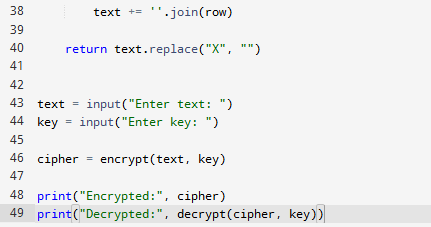 38 text += ''.join(row)
39
40 return text.replace("X", "")
41
42
43 text = input("Enter text: ")
44 key = input("Enter key: ")
45
46 cipher = encrypt(text, key)
47
48 print("Encrypted:", cipher)
49 print("Decrypted:", decrypt(cipher, key))